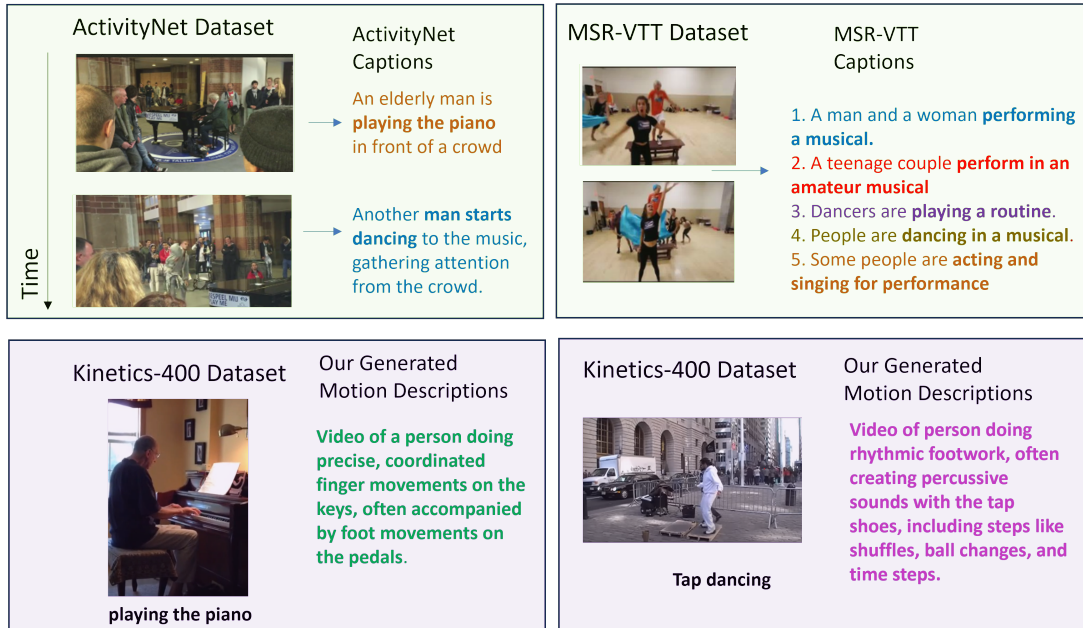 ActivityNet Dataset
ActivityNet
Captions
An elderly man is
playing the piano
in front of a crowd
Another man starts
dancing to the music,
gathering attention
from the crowd.
Time
MSR-VTT Dataset
MSR-VTT
Captions
1. A man and a woman performing
a musical.
2. A teenage couple perform in an
amateur musical
3. Dancers are playing a routine.
4. People are dancing in a musical.
5. Some people are acting and
singing for performance
Kinetics-400 Dataset
Our Generated
Motion Descriptions
Video of a person doing
precise, coordinated
finger movements on the
keys, often accompanied
by foot movements on
the pedals.
playing the piano
Kinetics-400 Dataset
Our Generated
Motion Descriptions
Video of person doing
rhythmic footwork, often
creating percussive
sounds with the tap
shoes, including steps like
shuffles, ball changes, and
time steps.
Tap dancing